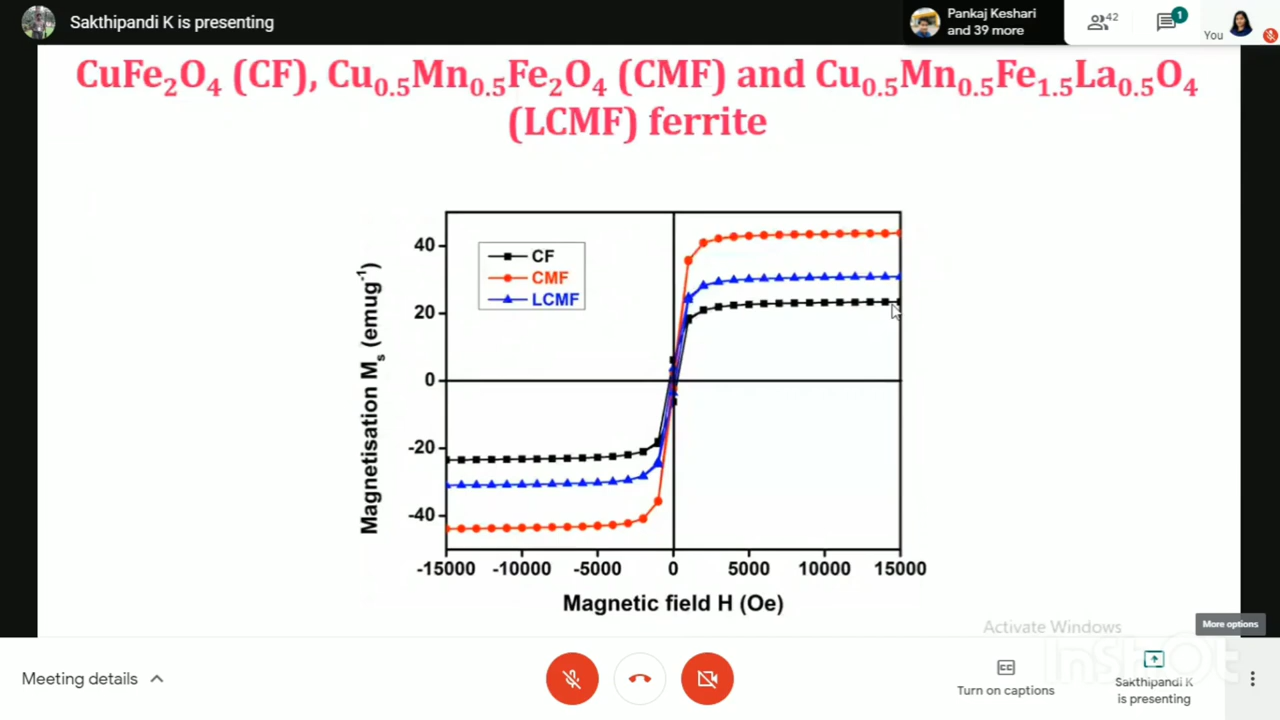 Sakthipandi K is presenting
Pankaj Keshari
and 39 more
42
1
You
CuFe₂O₄ (CF), Cu₀.₅Mn₀.₅Fe₂O₄ (CMF) and Cu₀.₅Mn₀.₅Fe₁.₅La₀.₅O₄
(LCMF) ferrite
CF
CMF
LCMF
Magnetisation Mₛ (emug⁻¹)
40
20
0
-20
-40
-15000 -10000 -5000 0 5000 10000 15000
Magnetic field H (Oe)
Activate Windows
More options
InShOt
Meeting details
CC
Turn on captions
Sakthipandi K
is presenting